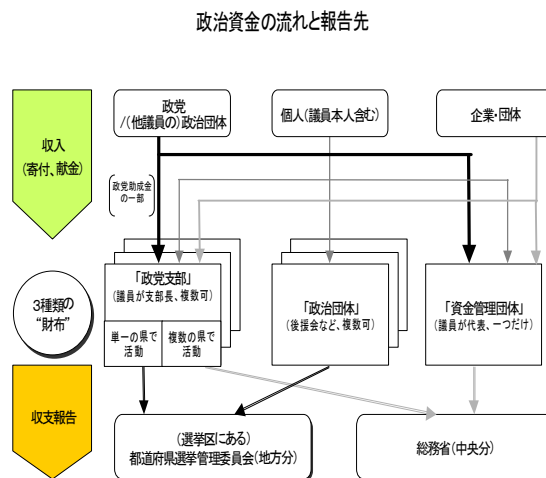 政治資金の流れと報告先
政党
/(他議員の)政治団体
個人(議員本人含む)
企業・団体
収入
(寄付、献金)
政党助成金
の一部
「政党支部」
(議員が支部長、複数可)
単一の県で
活動
複数の県で
活動
「政治団体」
(後援会など、複数可)
「資金管理団体」
(議員が代表、一つだけ)
3種類の
“財布”
収支報告
(選挙区にある)
都道府県選挙管理委員会(地方分)
総務省(中央分)